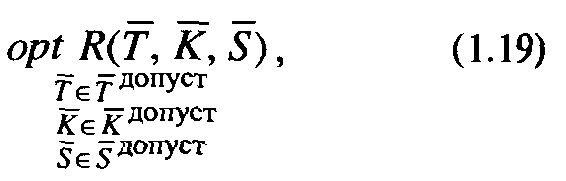 opt R(T̅, K̅, S̅), (1.19)
T̅∈T̅ допуст
K̅∈K̅ допуст
S̅∈S̅ допуст